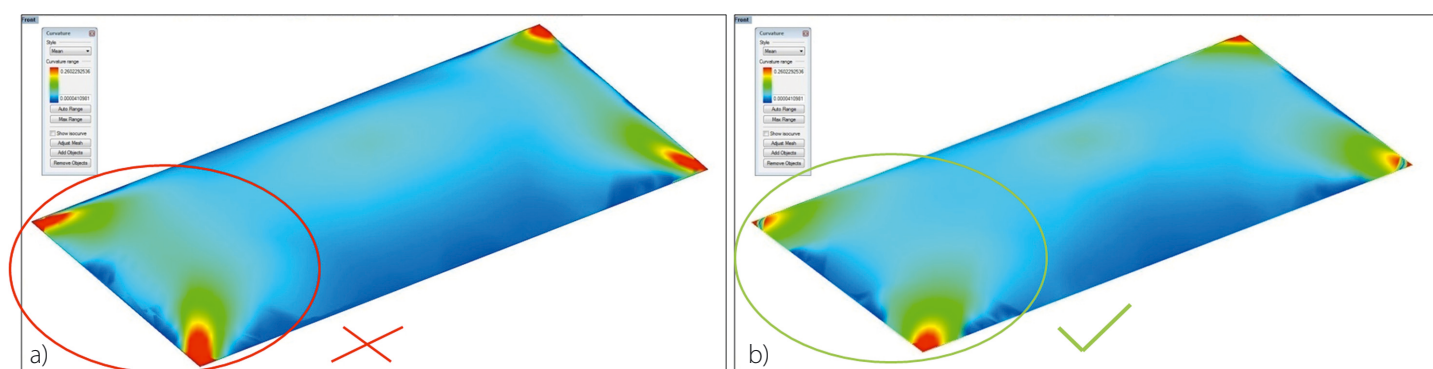 Front
Curvature
Style
Mean
Curvature range
0.2602292536
0.0000410981
Auto Range
Max Range
Show isocurve
Adjust Mesh
Add Objects
Remove Objects
a)
Front
Curvature
Style
Mean
Curvature range
0.2602292536
0.0000410981
Auto Range
Max Range
Show isocurve
Adjust Mesh
Add Objects
Remove Objects
b)